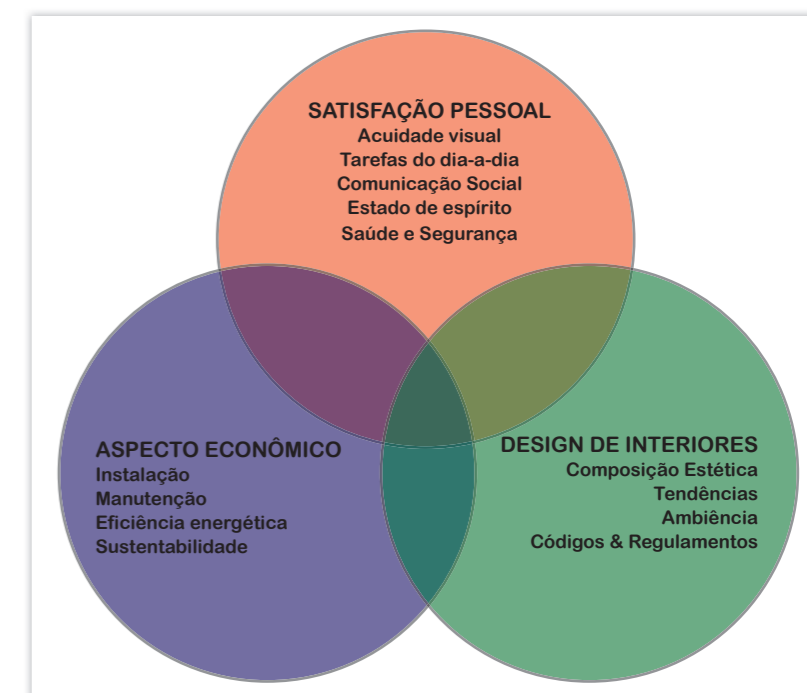 SATISFAÇÃO PESSOAL
Acuidade visual
Tarefas do dia-a-dia
Comunicação Social
Estado de espírito
Saúde e Segurança
ASPECTO ECONÔMICO
Instalação
Manutenção
Eficiência energética
Sustentabilidade
DESIGN DE INTERIORES
Composição Estética
Tendências
Ambiência
Códigos & Regulamentos